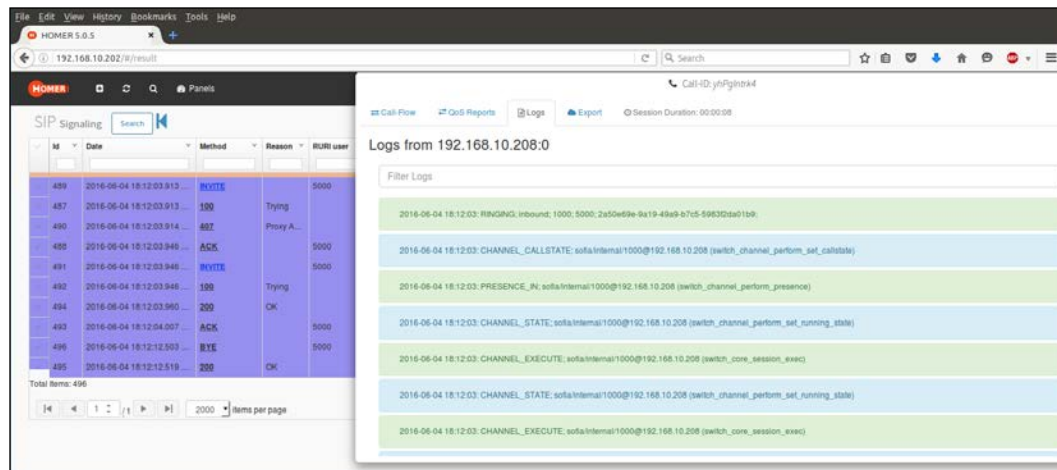 File Edit View History Bookmarks Tools Help
HOMER 5.0.5
192.168.10.202/#/result
Search
HOMER
Panels
SIP Signaling
Search
Id Date Method Reason RURI user
489 2016-06-04 18:12:03.913 ... INVITE 5000
487 2016-06-04 18:12:03.913 ... 100 Trying
490 2016-06-04 18:12:03.914 ... 407 Proxy A...
488 2016-06-04 18:12:03.946 ... ACK 5000
491 2016-06-04 18:12:03.946 ... INVITE 5000
492 2016-06-04 18:12:03.946 ... 100 Trying
494 2016-06-04 18:12:03.960 ... 200 OK
493 2016-06-04 18:12:04.007 ... ACK 5000
496 2016-06-04 18:12:12.503 ... BYE 5000
495 2016-06-04 18:12:12.519 ... 200 OK
Total Items: 496
1 / 1 2000 items per page
Call-ID:
Call-Flow QoS Reports Logs Export Session Duration: 00:00:08
Logs from 192.168.10.208:0
Filter Logs
2016-06-04 18:12:03: RINGING; inbound; 1000; 5000;
2016-06-04 18:12:03: CHANNEL_CALLSTATE; sofia/internal/1000@192.168.10.208 (switch_channel_perform_set_callstate)
2016-06-04 18:12:03: PRESENCE_IN; sofia/internal/1000@192.168.10.208 (switch_channel_perform_presence)
2016-06-04 18:12:03: CHANNEL_STATE; sofia/internal/1000@192.168.10.208 (switch_channel_perform_set_running_state)
2016-06-04 18:12:03: CHANNEL_EXECUTE; sofia/internal/1000@192.168.10.208 (switch_core_session_exec)
2016-06-04 18:12:03: CHANNEL_STATE; sofia/internal/1000@192.168.10.208 (switch_channel_perform_set_running_state)
2016-06-04 18:12:03: CHANNEL_EXECUTE; sofia/internal/1000@192.168.10.208 (switch_core_session_exec)